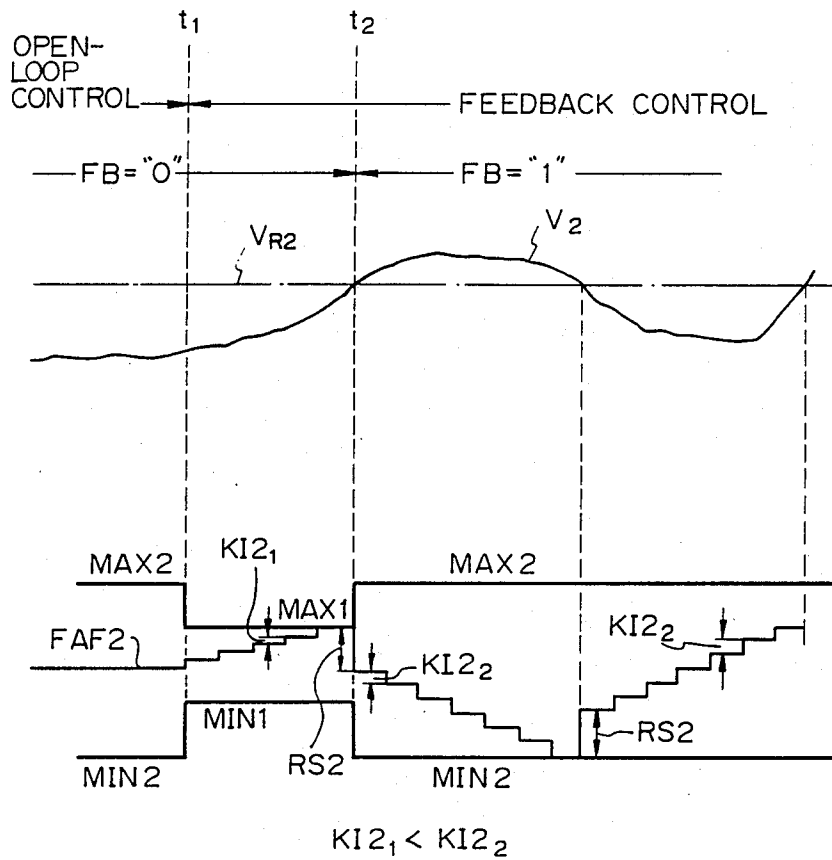 t₁ t₂
OPEN-
LOOP
CONTROL
FEEDBACK CONTROL
FB="0" FB="1"
V_R2 V₂
KI2₁
MAX2 MAX2
MAX1
FAF2 KI2₂
KI2₂
MIN1
RS2 RS2
MIN2 MIN2
KI2₁ < KI2₂